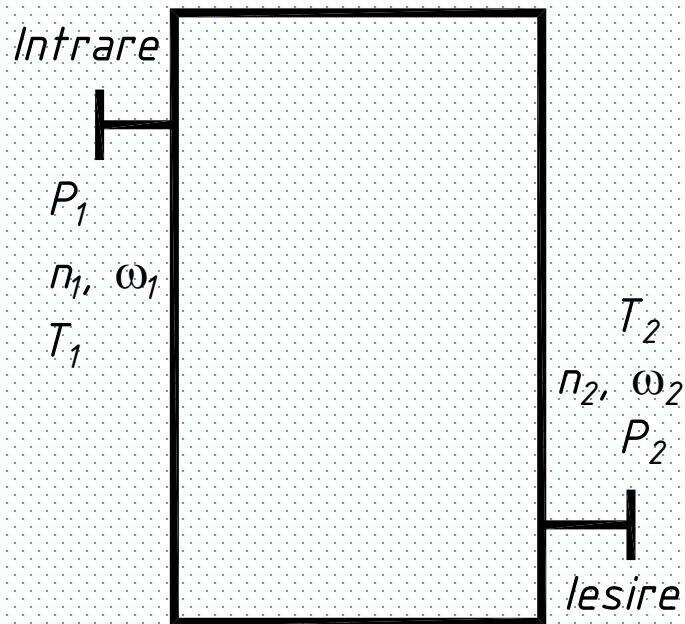 Intrare
P1
n1, ω1
T1
T2
n2, ω2
P2
Iesire